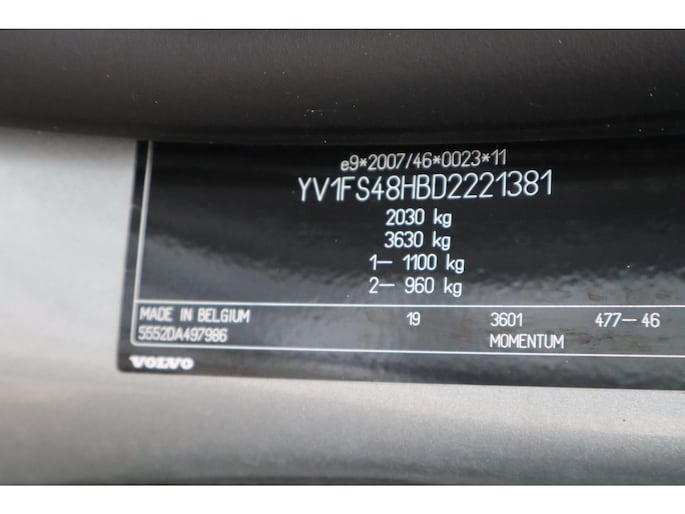 e9*2007/46*0023*11
YV1FS48HBD2221381
2030 kg
3630 kg
1— 1100 kg
2— 960 kg
MADE IN BELGIUM 19 3601 477—46
5552DA497986 MOMENTUM
VOLVO